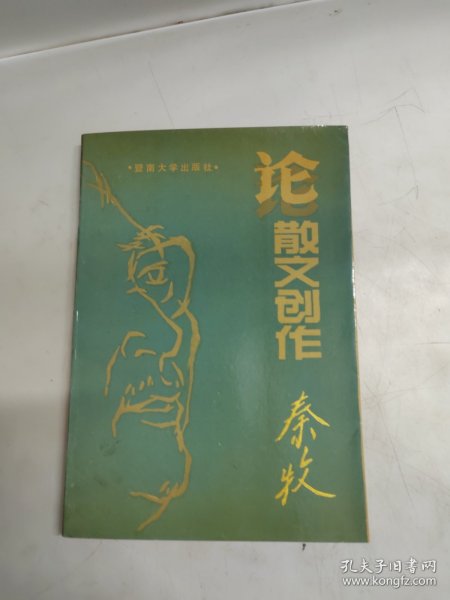 •暨南大学出版社•
论
散文创作
秦牧
孔夫子旧书网
www.kongfz.com